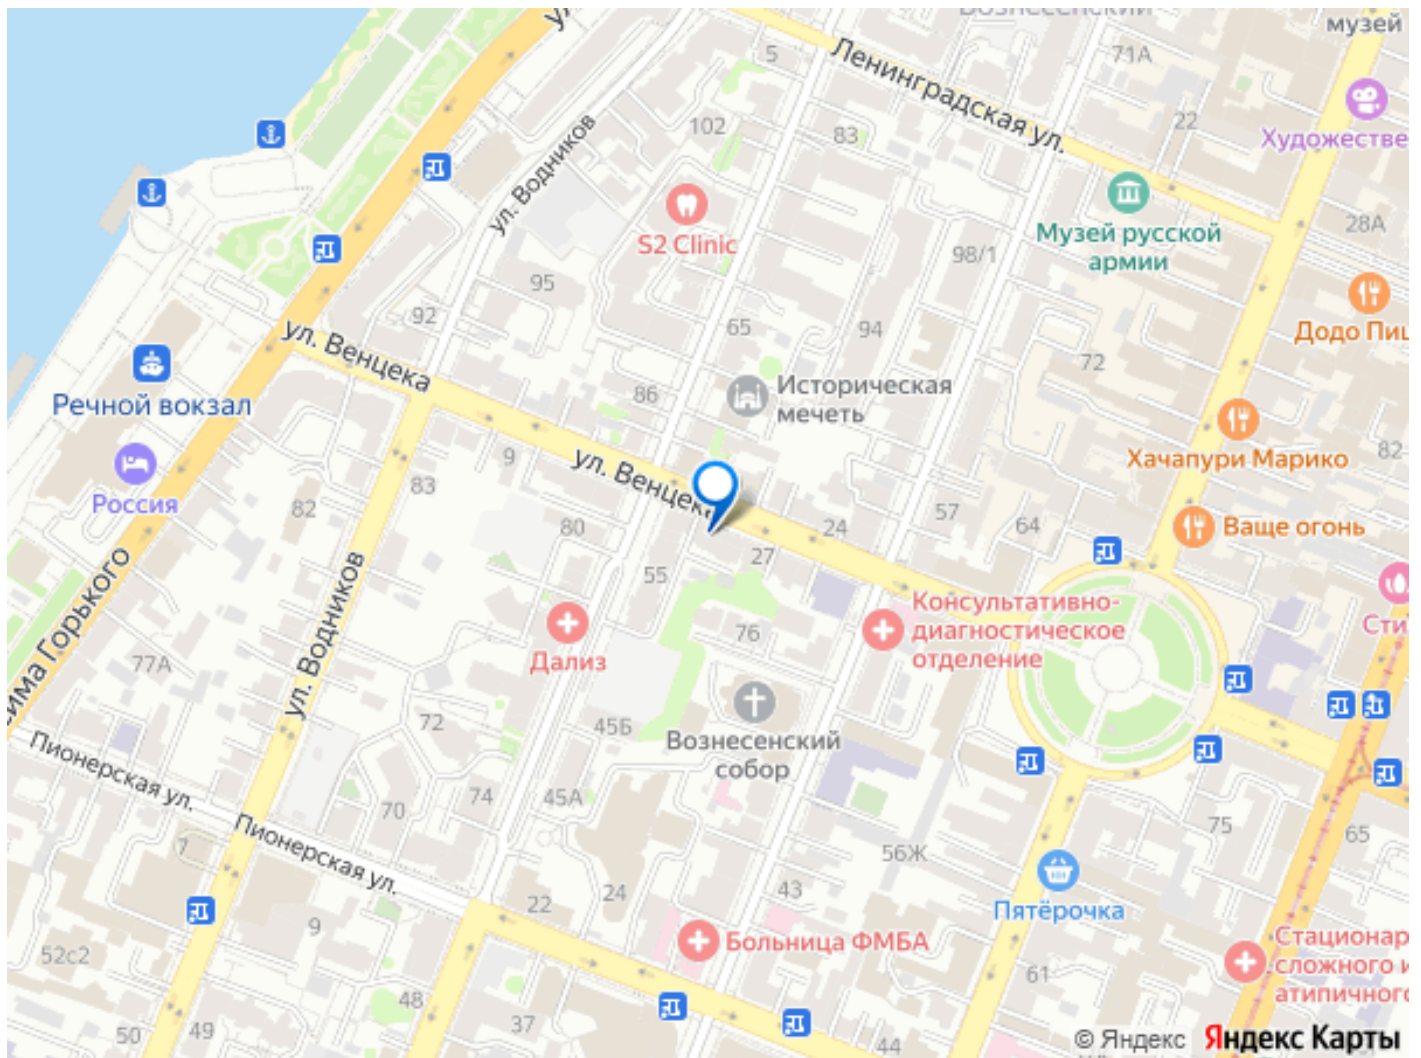 музей
71А
5
Ленинградская ул.
22
Художестве
102
83
ул. Водников
S2 Clinic
Музей русской
армии
28А
98/1
95
92
65
94
Додо Пиц
ул. Венцека
72
Речной вокзал
86
Историческая
мечеть
Хачапури Марико
82
Россия
9
ул. Венцека
83
82
80
24
57
64
Ваще огонь
27
55
Консультативно-
диагностическое
отделение
76
Сти
Дализ
ул. Водников
77А
сима Горького
72
45Б
Вознесенский
собор
Пионерская ул.
74
45А
70
75
65
Пионерская ул.
7
56Ж
24
22
43
Пятёрочка
9
Больница ФМБА
Стационар
сложного и
атипичного
52с2
61
48
37
50
49
44
© Яндекс Яндекс Карты